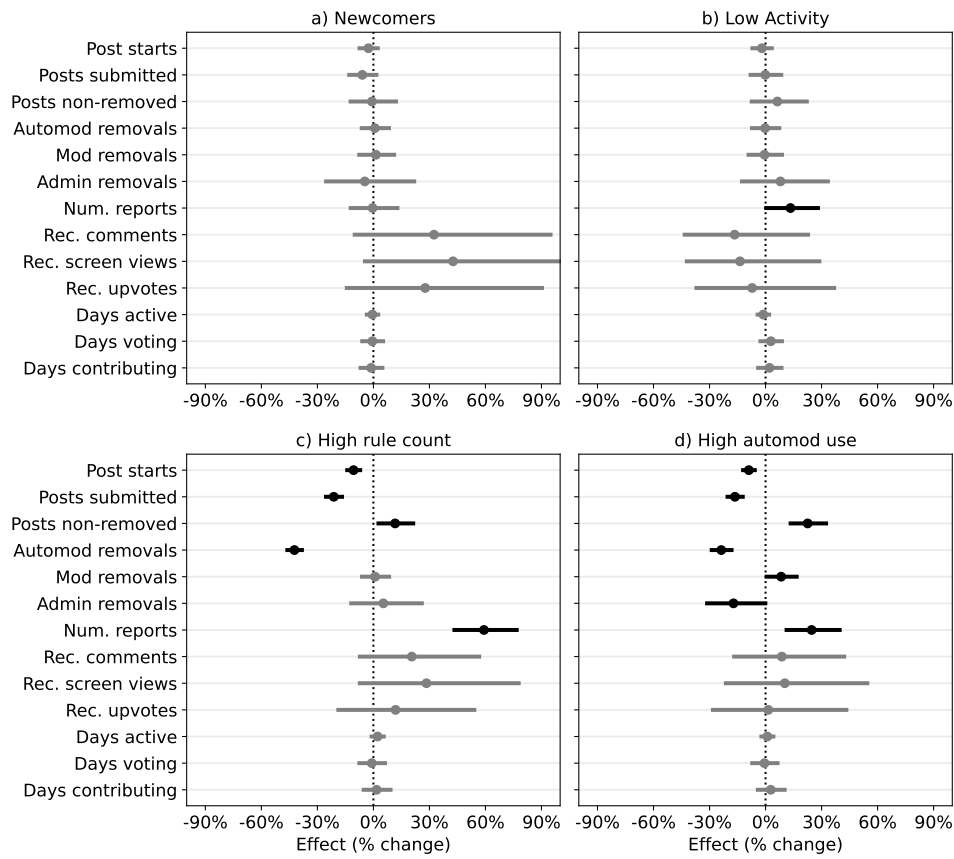 a) Newcomers
b) Low Activity
Post starts
Posts submitted
Posts non-removed
Automod removals
Mod removals
Admin removals
Num. reports
Rec. comments
Rec. screen views
Rec. upvotes
Days active
Days voting
Days contributing
-90% -60% -30% 0% 30% 60% 90%
-90% -60% -30% 0% 30% 60% 90%
c) High rule count
d) High automod use
Post starts
Posts submitted
Posts non-removed
Automod removals
Mod removals
Admin removals
Num. reports
Rec. comments
Rec. screen views
Rec. upvotes
Days active
Days voting
Days contributing
-90% -60% -30% 0% 30% 60% 90%
-90% -60% -30% 0% 30% 60% 90%
Effect (% change)
Effect (% change)